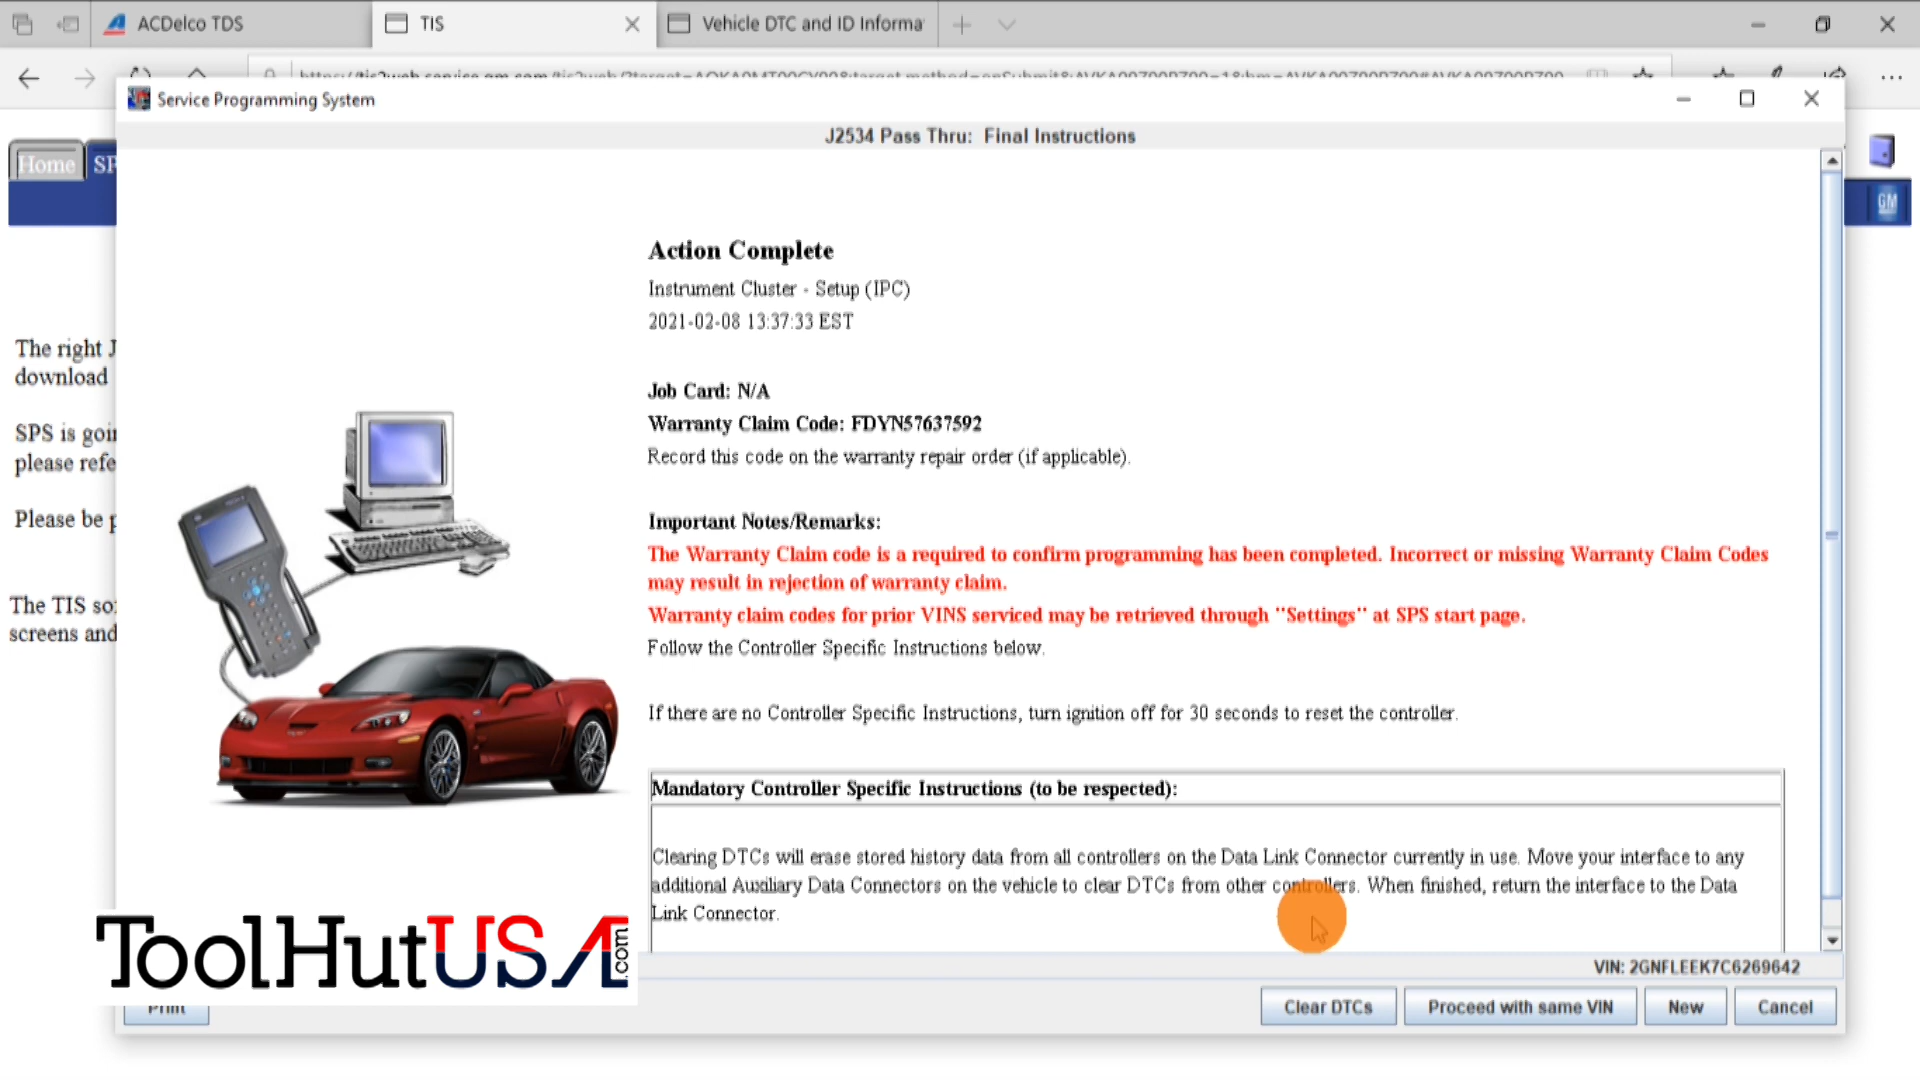 ACDelco TDS
TIS
Vehicle DTC and ID Informa
Service Programming System
J2534 Pass Thru:  Final Instructions
Home
SP
GM
The right J
download
SPS is goin
please refe
Please be p
The TIS so
screens and
Action Complete
Instrument Cluster - Setup (IPC)
2021-02-08 13:37:33 EST
Job Card: N/A
Warranty Claim Code: FDYN57637592
Record this code on the warranty repair order (if applicable).
Important Notes/Remarks:
The Warranty Claim code is a required to confirm programming has been completed. Incorrect or missing Warranty Claim Codes
may result in rejection of warranty claim.
Warranty claim codes for prior VINS serviced may be retrieved through "Settings" at SPS start page.
Follow the Controller Specific Instructions below.
If there are no Controller Specific Instructions, turn ignition off for 30 seconds to reset the controller.
Mandatory Controller Specific Instructions (to be respected):
Clearing DTCs will erase stored history data from all controllers on the Data Link Connector currently in use. Move your interface to any
additional Auxiliary Data Connectors on the vehicle to clear DTCs from other controllers. When finished, return the interface to the Data
Link Connector.
ToolHutUSA.com
VIN: 2GNFLEEK7C6269642
Print
Clear DTCs
Proceed with same VIN
New
Cancel